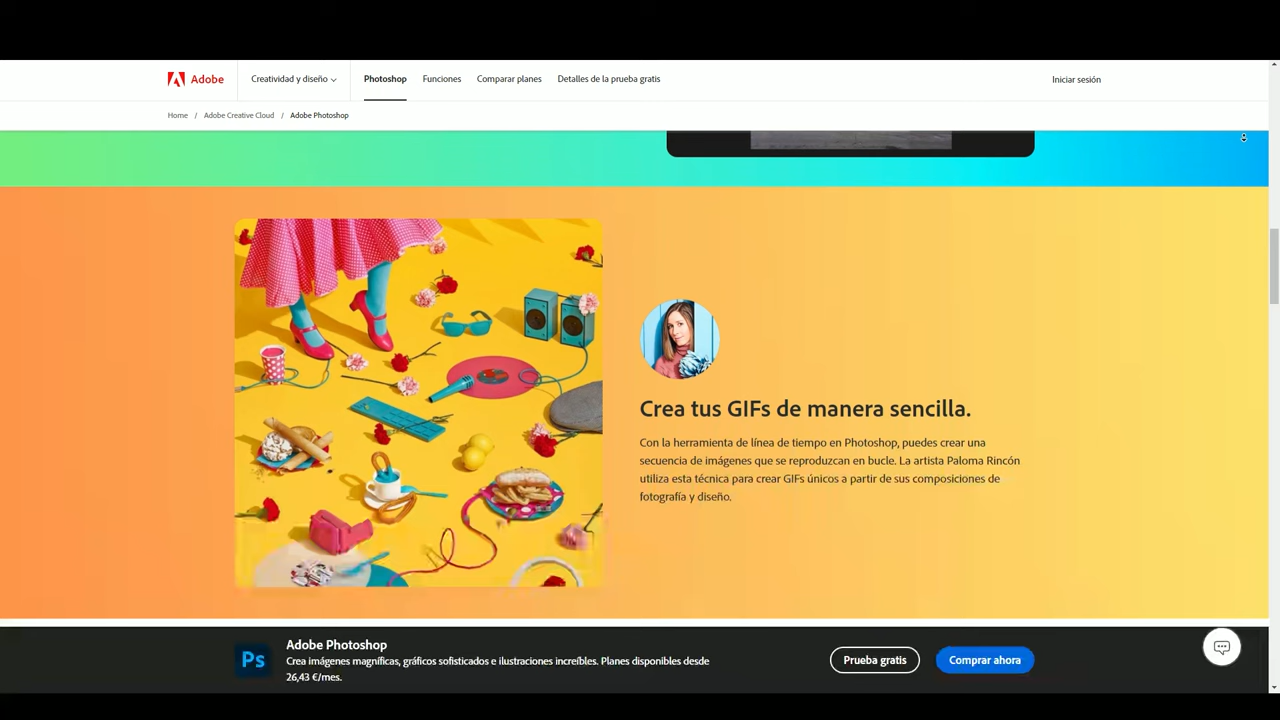 Adobe
Creatividad y diseño
Photoshop
Funciones
Comparar planes
Detalles de la prueba gratis
Iniciar sesión
Home / Adobe Creative Cloud / Adobe Photoshop
Crea tus GIFs de manera sencilla.
Con la herramienta de línea de tiempo en Photoshop, puedes crear una
secuencia de imágenes que se reproduzcan en bucle. La artista Paloma Rincón
utiliza esta técnica para crear GIFs únicos a partir de sus composiciones de
fotografía y diseño.
Ps
Adobe Photoshop
Crea imágenes magníficas, gráficos sofisticados e ilustraciones increíbles. Planes disponibles desde
26,43 €/mes.
Prueba gratis
Comprar ahora